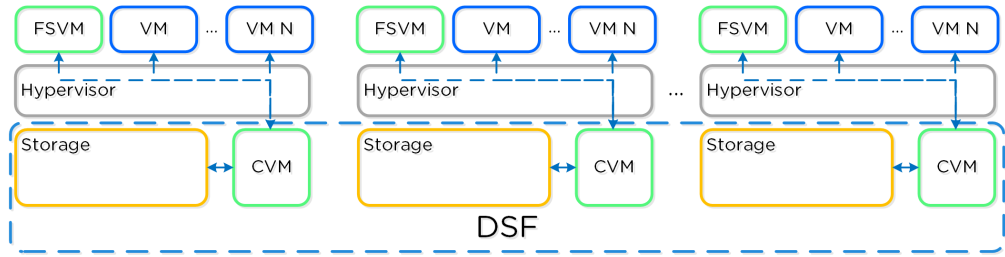 FSVM VM ... VM N FSVM VM ... VM N FSVM VM ... VM N
Hypervisor Hypervisor ... Hypervisor
Storage CVM Storage CVM Storage CVM
DSF